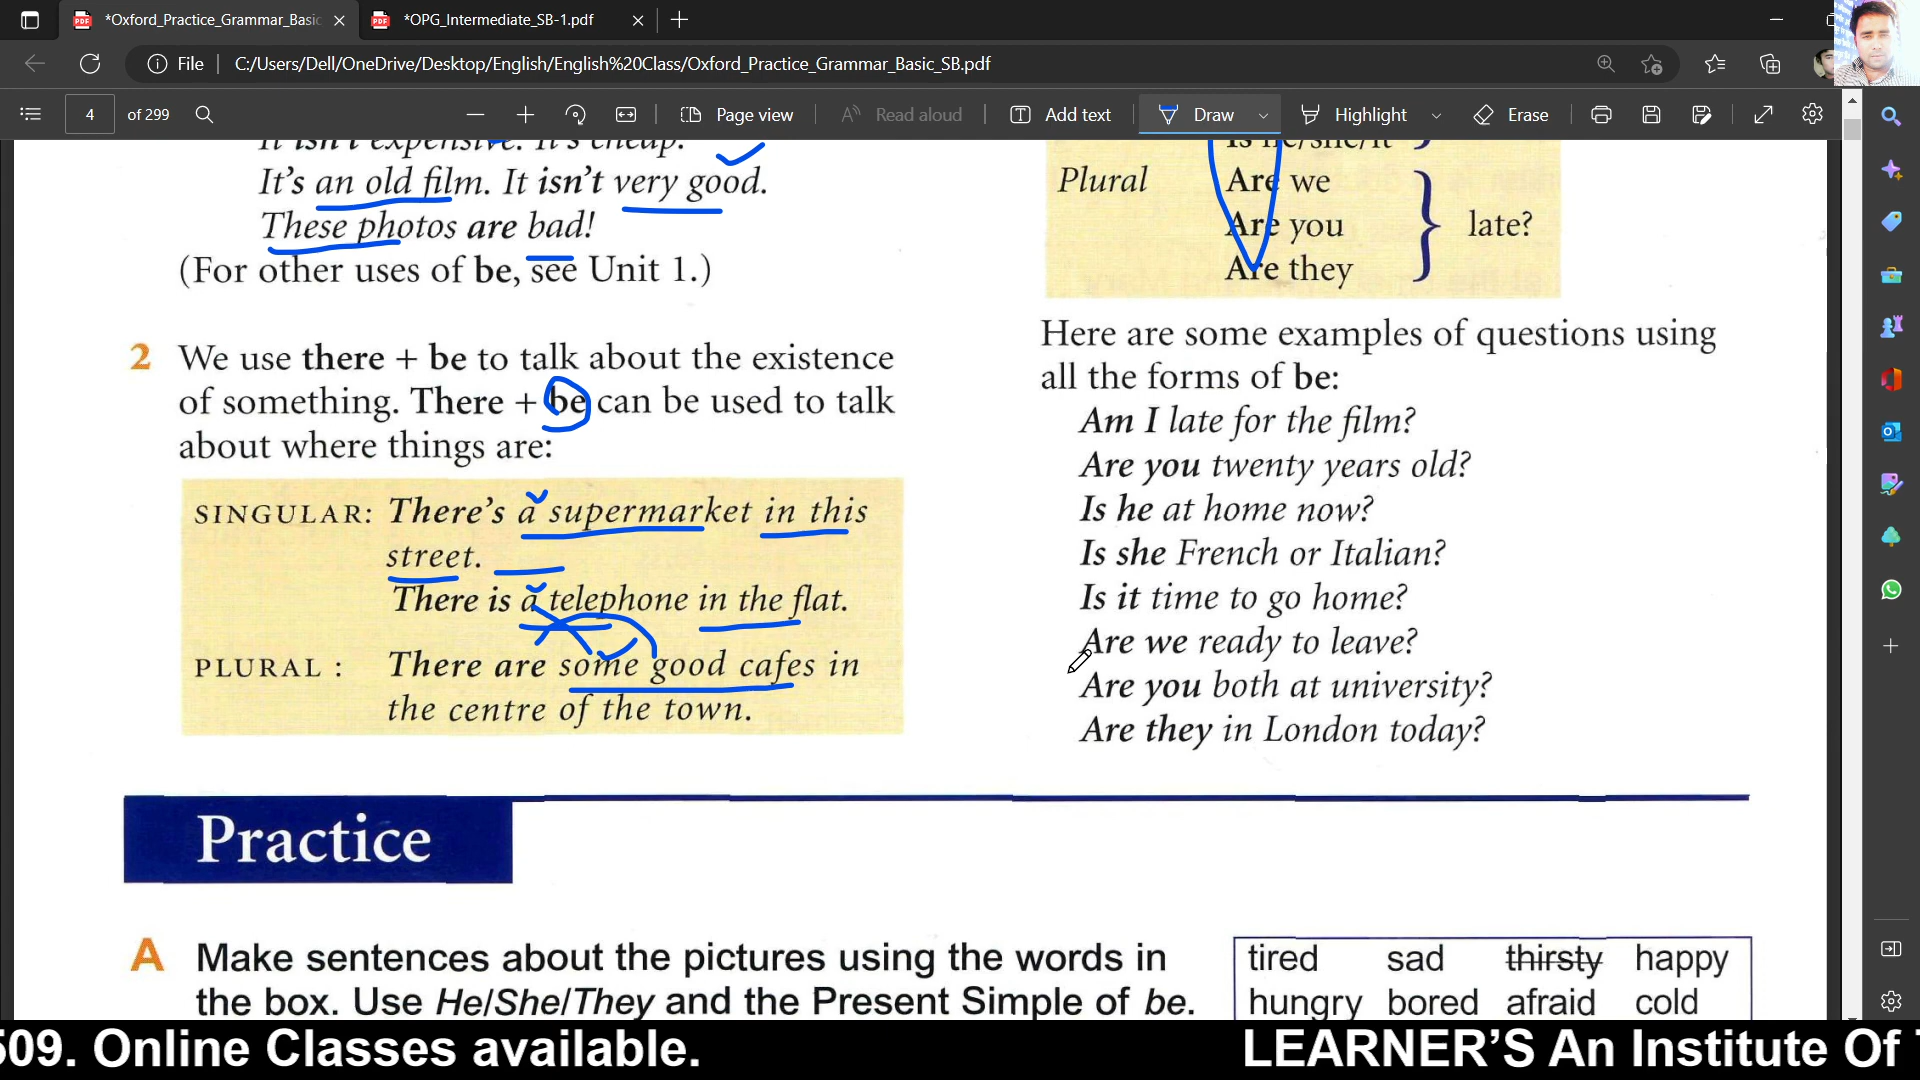 *Oxford_Practice_Grammar_Basic
*OPG_Intermediate_SB-1.pdf
File
C:/Users/Dell/OneDrive/Desktop/English/English%20Class/Oxford_Practice_Grammar_Basic_SB.pdf
4 of 299
Page view
Read aloud
Add text
Draw
Highlight
Erase
It isn't expensive. It's cheap.
It's an old film. It isn't very good.
These photos are bad!
(For other uses of be, see Unit 1.)
2 We use there + be to talk about the existence
of something. There + be can be used to talk
about where things are:
SINGULAR: There's a supermarket in this
street.
There is a telephone in the flat.
PLURAL : There are some good cafes in
the centre of the town.
Is he/she/it
Plural Are we
Are you late?
Are they
Here are some examples of questions using
all the forms of be:
Am I late for the film?
Are you twenty years old?
Is he at home now?
Is she French or Italian?
Is it time to go home?
Are we ready to leave?
Are you both at university?
Are they in London today?
Practice
A Make sentences about the pictures using the words in
the box. Use He/She/They and the Present Simple of be.
tired sad thirsty happy
hungry bored afraid cold
509. Online Classes available.
LEARNER'S An Institute Of